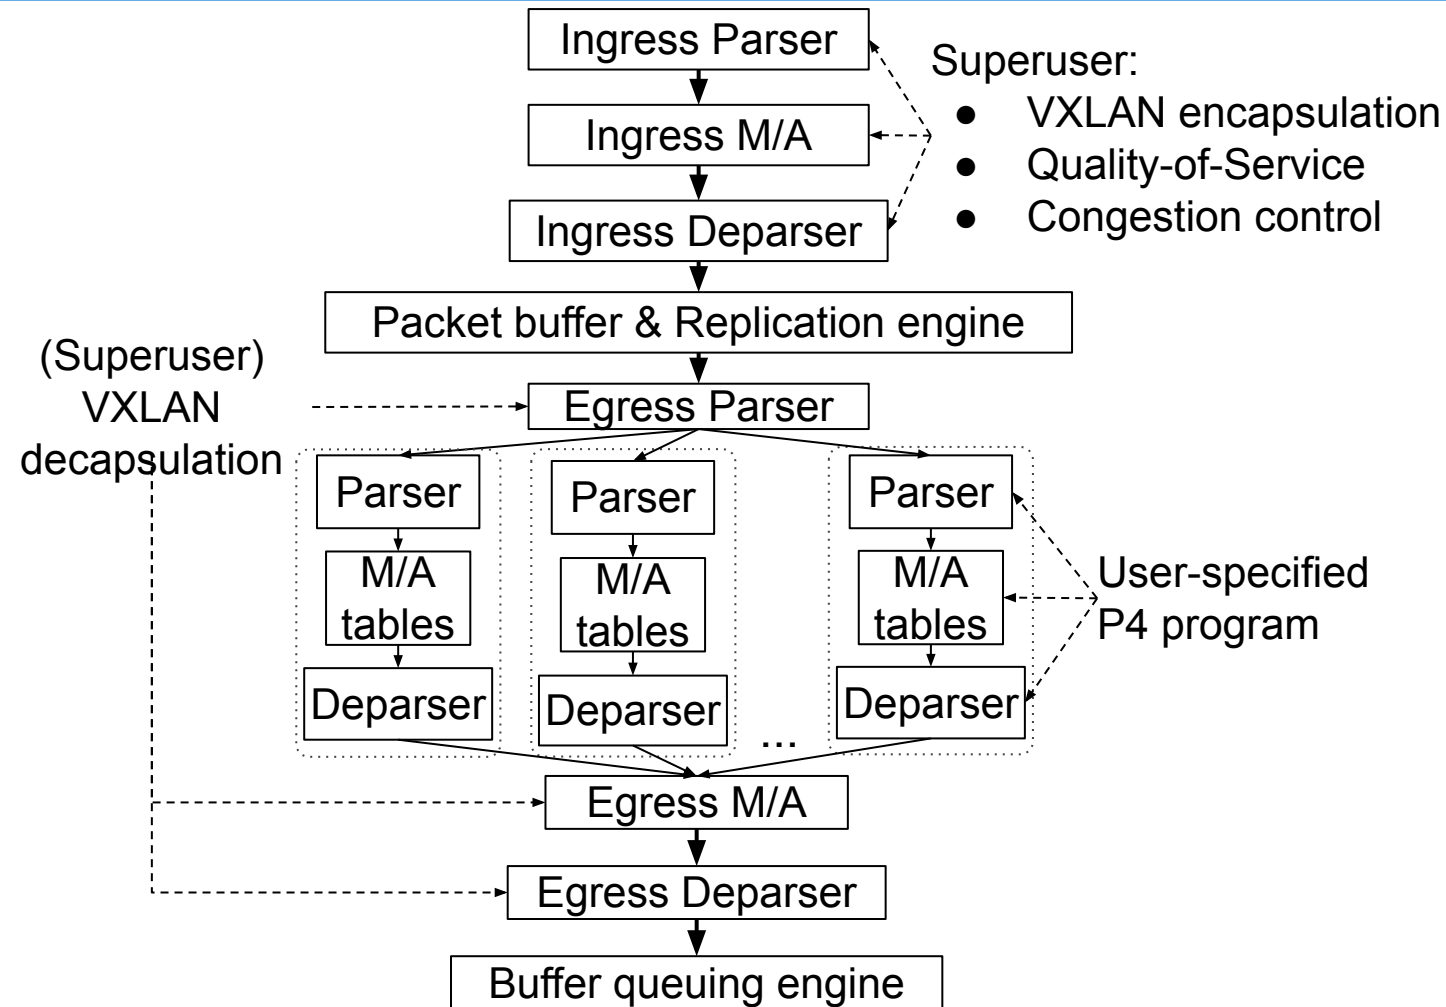 Ingress Parser
Superuser:
● VXLAN encapsulation
Ingress M/A
● Quality-of-Service
● Congestion control
Ingress Deparser
Packet buffer & Replication engine
(Superuser)
VXLAN
decapsulation
Egress Parser
Parser
M/A
tables
Deparser
Parser
M/A
tables
Deparser
...
Parser
M/A
tables
Deparser
User-specified
P4 program
Egress M/A
Egress Deparser
Buffer queuing engine